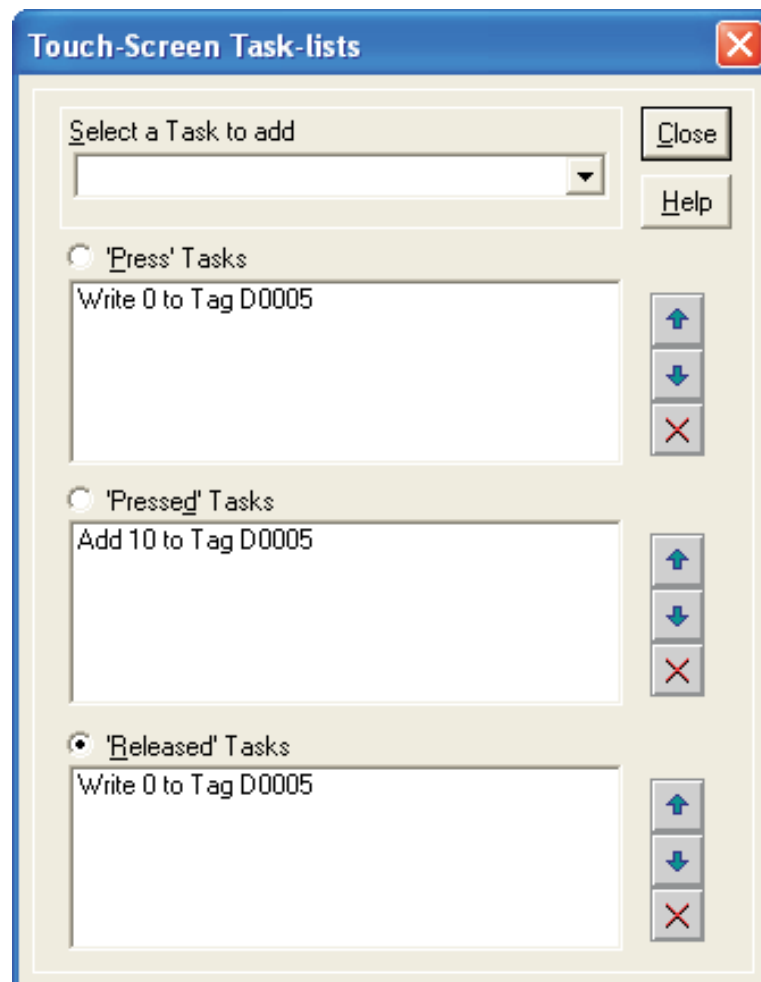 Touch-Screen Task-lists
Select a Task to add
Close
Help
'Press' Tasks
Write 0 to Tag D0005
'Pressed' Tasks
Add 10 to Tag D0005
'Released' Tasks
Write 0 to Tag D0005